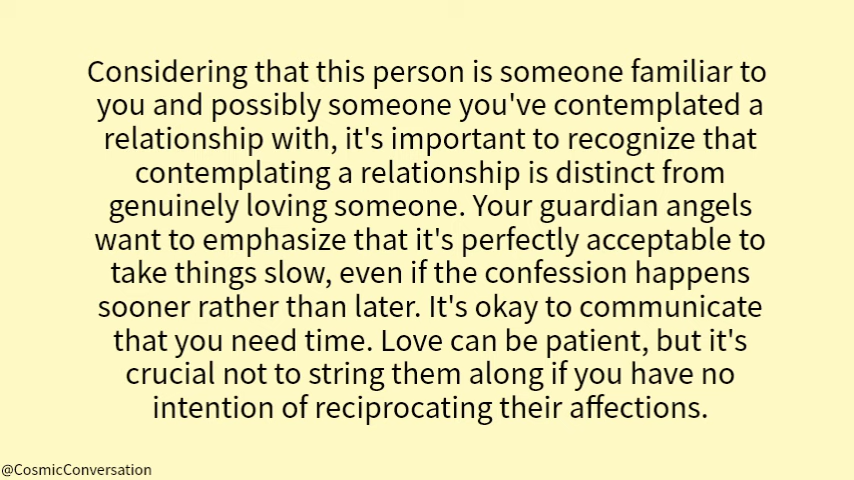 Considering that this person is someone familiar to
you and possibly someone you've contemplated a
relationship with, it's important to recognize that
contemplating a relationship is distinct from
genuinely loving someone. Your guardian angels
want to emphasize that it's perfectly acceptable to
take things slow, even if the confession happens
sooner rather than later. It's okay to communicate
that you need time. Love can be patient, but it's
crucial not to string them along if you have no
intention of reciprocating their affections.
@CosmicConversation